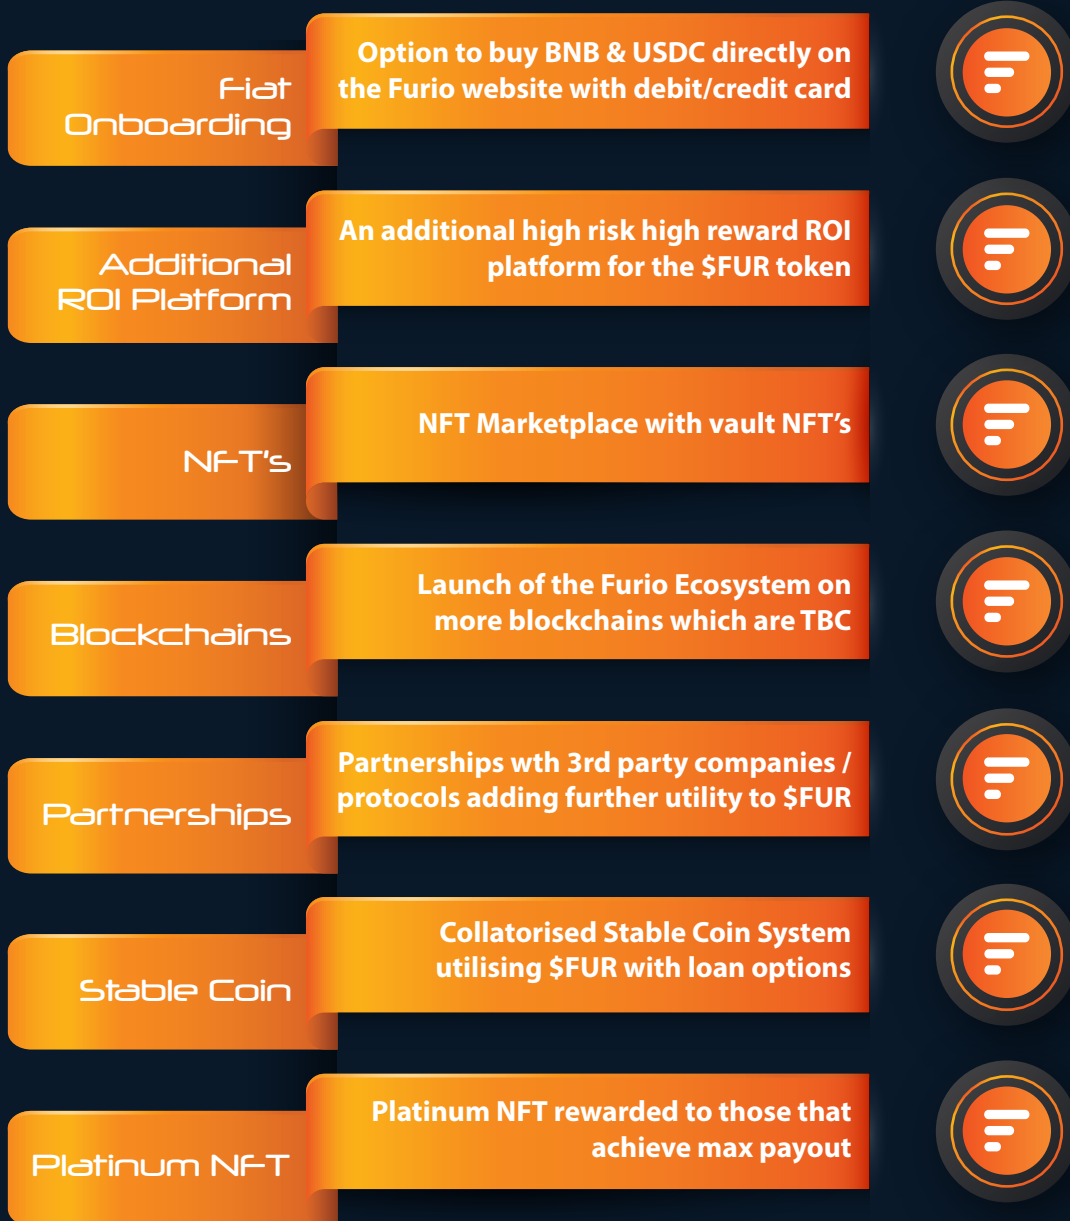 Fiat
Onboarding
Option to buy BNB & USDC directly on
the Furio website with debit/credit card
Additional
ROI Platform
An additional high risk high reward ROI
platform for the $FUR token
NFT's
NFT Marketplace with vault NFT’s
Blockchains
Launch of the Furio Ecosystem on
more blockchains which are TBC
Partnerships
Partnerships wth 3rd party companies /
protocols adding further utility to $FUR
Stable Coin
Collatorised Stable Coin System
utilising $FUR with loan options
Platinum NFT
Platinum NFT rewarded to those that
achieve max payout